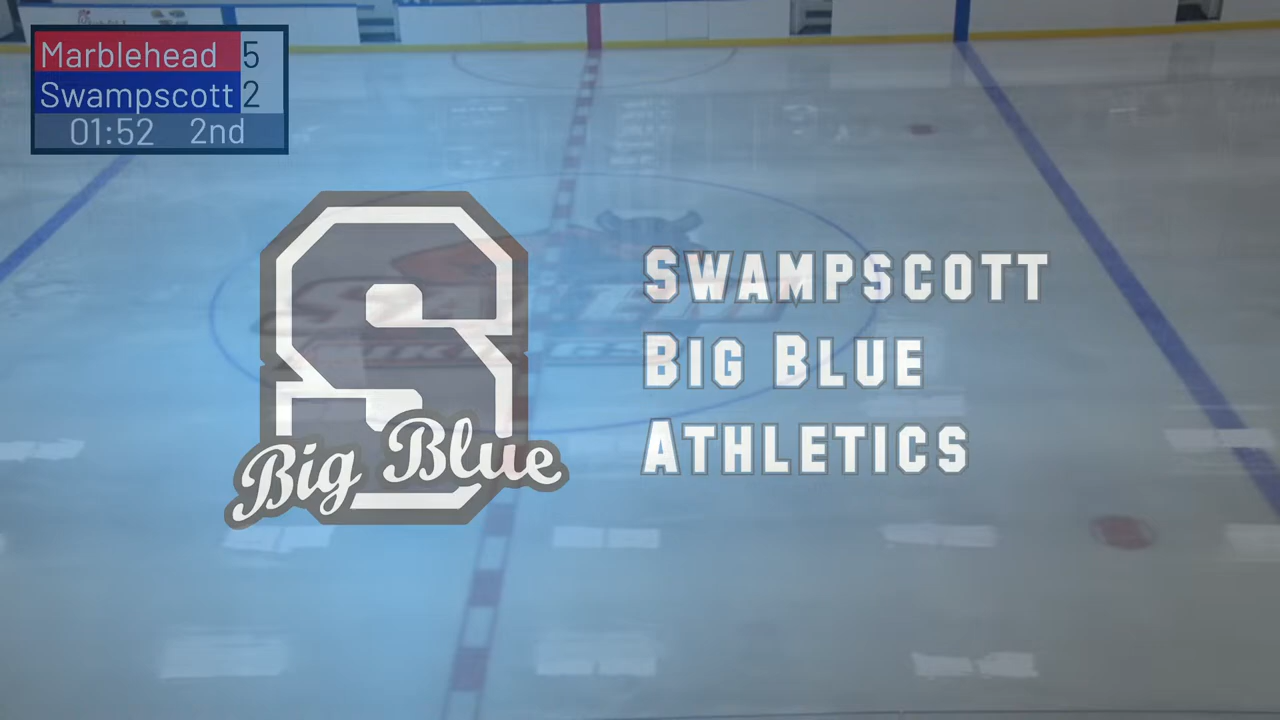 Marblehead 5
Swampscott 2
01:52 2nd
SWAMPSCOTT
BIG BLUE
ATHLETICS
S
Big Blue